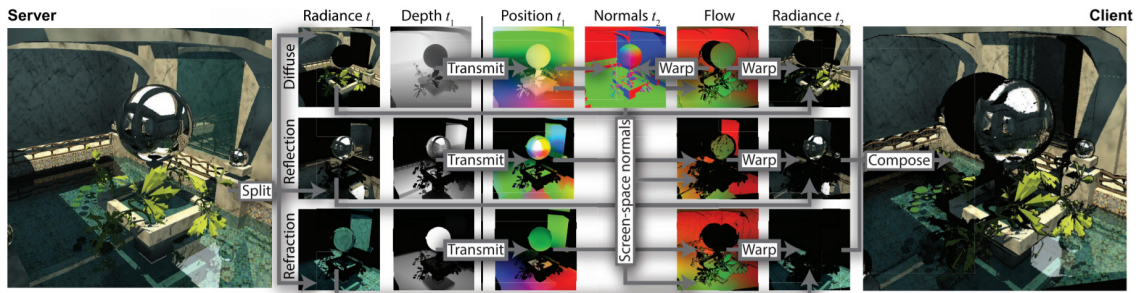 Server
Client
Radiance t1
Depth t1
Position t1
Normals t2
Flow
Radiance t2
Diffuse
Transmit
Warp
Warp
Split
Reflection
Transmit
Screen-space normals
Warp
Compose
Refraction
Transmit
Warp